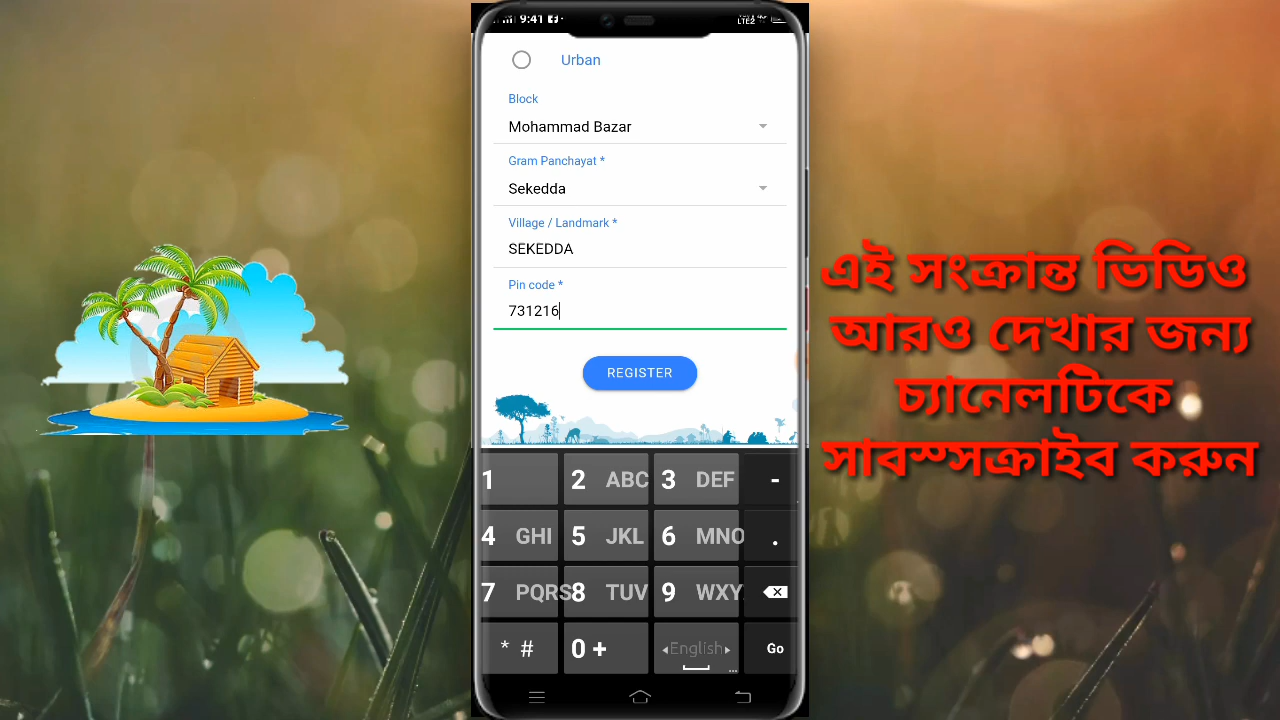 9:41
LTE2
Urban
Block
Mohammad Bazar
Gram Panchayat *
Sekedda
Village / Landmark *
SEKEDDA
Pin code *
731216
REGISTER
1 2 ABC 3 DEF -
4 GHI 5 JKL 6 MNO .
7 PQRS 8 TUV 9 WXY
* # 0 + English ... Go
এই সংক্রান্ত ভিডিও
আরও দেখার জন্য
চ্যানেলটিকে
সাবস্সক্রাইব করুন